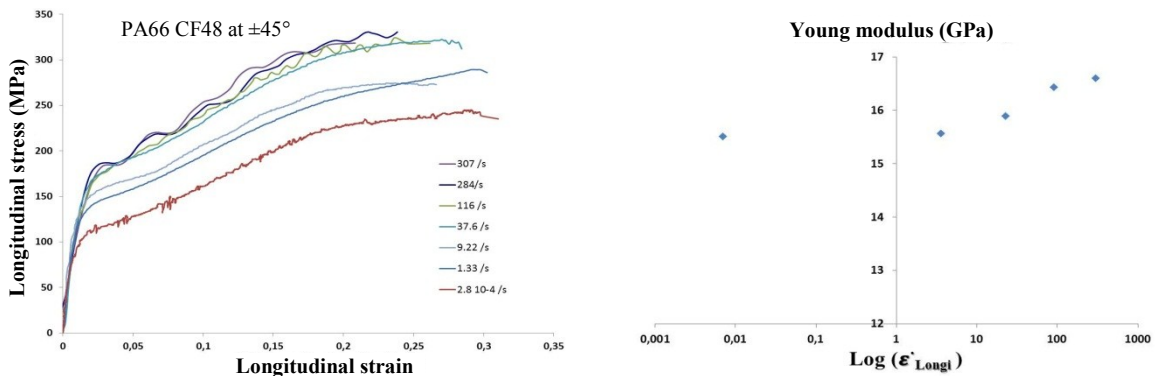 PA66 CF48 at ±45°
Longitudinal stress (MPa)
350
300
250
200
150
100
50
0
307 /s
284/s
116 /s
37.6 /s
9.22 /s
1.33 /s
2.8 10-4 /s
0
0,05
0,1
0,15
0,2
0,25
0,3
0,35
Longitudinal strain
Young modulus (GPa)
17
16
15
14
13
12
0,001
0,01
0,1
1
10
100
1000
Log (ε̇Longi )